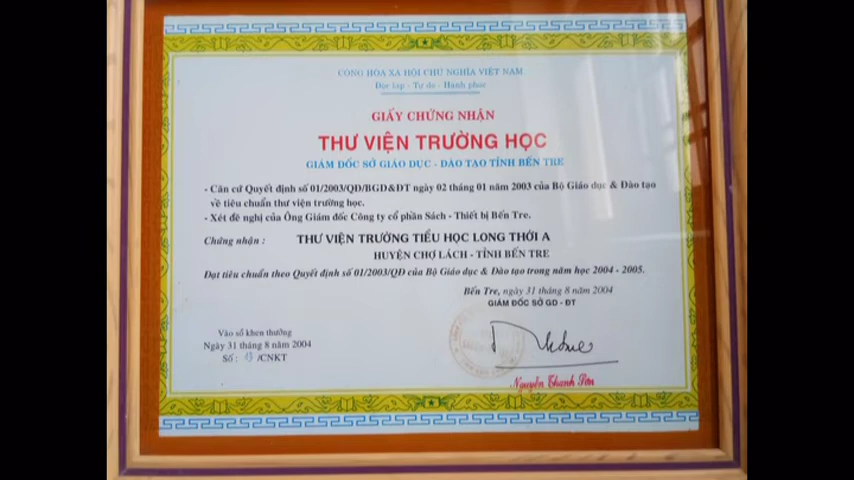 CỘNG HÒA XÃ HỘI CHỦ NGHĨA VIỆT NAM
Độc lập - Tự do - Hạnh phúc
GIẤY CHỨNG NHẬN
THƯ VIỆN TRƯỜNG HỌC
GIÁM ĐỐC SỞ GIÁO DỤC - ĐÀO TẠO TỈNH BẾN TRE
- Căn cứ Quyết định số 01/2003/QD/BGD&ĐT ngày 02 tháng 01 năm 2003 của Bộ Giáo dục & Đào tạo
về tiêu chuẩn thư viện trường học.
- Xét đề nghị của Ông Giám đốc Công ty cổ phần Sách - Thiết bị Bến Tre.
Chứng nhận : THƯ VIỆN TRƯỜNG TIỂU HỌC LONG THỚI A
HUYỆN CHỢ LÁCH - TỈNH BẾN TRE
Đạt tiêu chuẩn theo Quyết định số 01/2003/QĐ của Bộ Giáo dục & Đào tạo trong năm học 2004 - 2005.
Bến Tre, ngày 31 tháng 8 năm 2004
GIÁM ĐỐC SỞ GD - ĐT
Vào sổ khen thưởng
Ngày 31 tháng 8 năm 2004
Số : /CNKT
Nguyễn Thanh